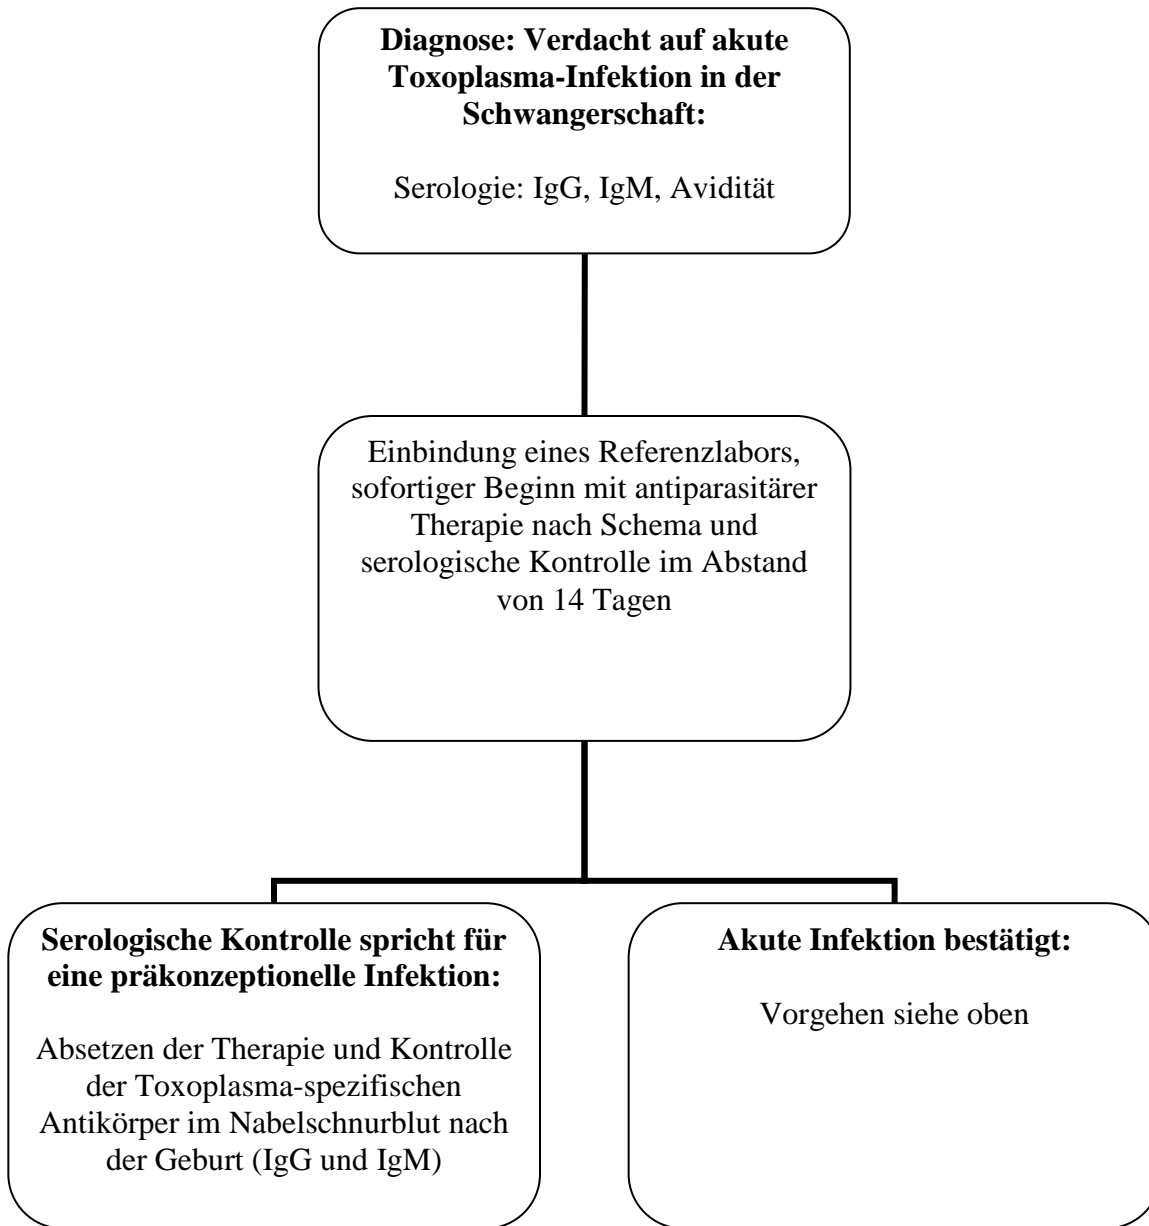 Diagnose: Verdacht auf akute
Toxoplasma-Infektion in der
Schwangerschaft:
Serologie: IgG, IgM, Avidität
Einbindung eines Referenzlabors,
sofortiger Beginn mit antiparasitärer
Therapie nach Schema und
serologische Kontrolle im Abstand
von 14 Tagen
Serologische Kontrolle spricht für
eine präkonzeptionelle Infektion:
Absetzen der Therapie und Kontrolle
der Toxoplasma-spezifischen
Antikörper im Nabelschnurblut nach
der Geburt (IgG und IgM)
Akute Infektion bestätigt:
Vorgehen siehe oben